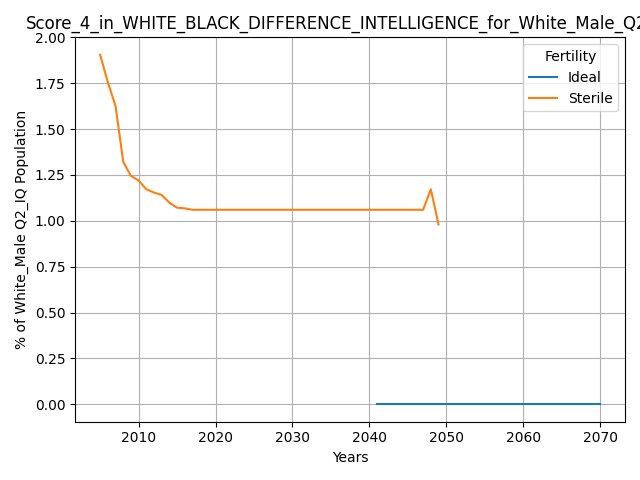 Score_4_in_WHITE_BLACK_DIFFERENCE_INTELLIGENCE_for_White_Male_Q2
Fertility
Ideal
Sterile
% of White_Male Q2_IQ Population
2.00
1.75
1.50
1.25
1.00
0.75
0.50
0.25
0.00
2010 2020 2030 2040 2050 2060 2070
Years